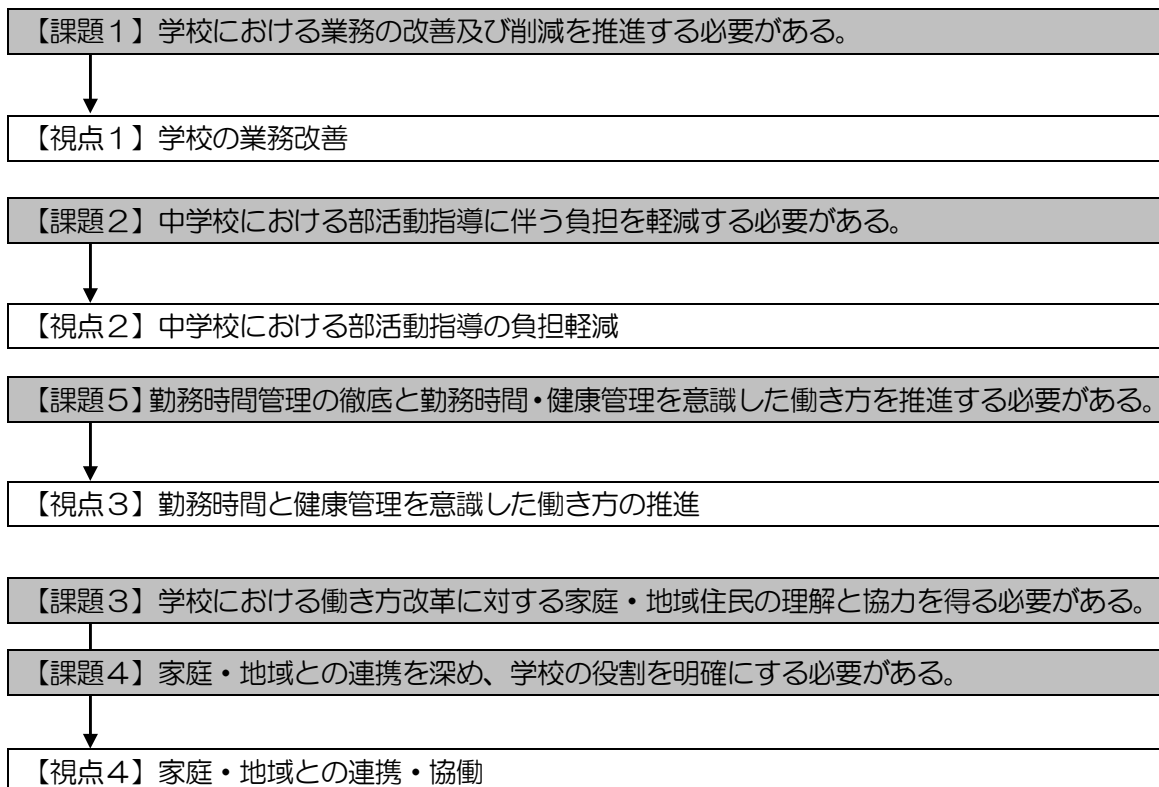 【課題１】学校における業務の改善及び削減を推進する必要がある。
【視点１】学校の業務改善
【課題２】中学校における部活動指導に伴う負担を軽減する必要がある。
【視点２】中学校における部活動指導の負担軽減
【課題５】勤務時間管理の徹底と勤務時間・健康管理を意識した働き方を推進する必要がある。
【視点３】勤務時間と健康管理を意識した働き方の推進
【課題３】学校における働き方改革に対する家庭・地域住民の理解と協力を得る必要がある。
【課題４】家庭・地域との連携を深め、学校の役割を明確にする必要がある。
【視点４】家庭・地域との連携・協働